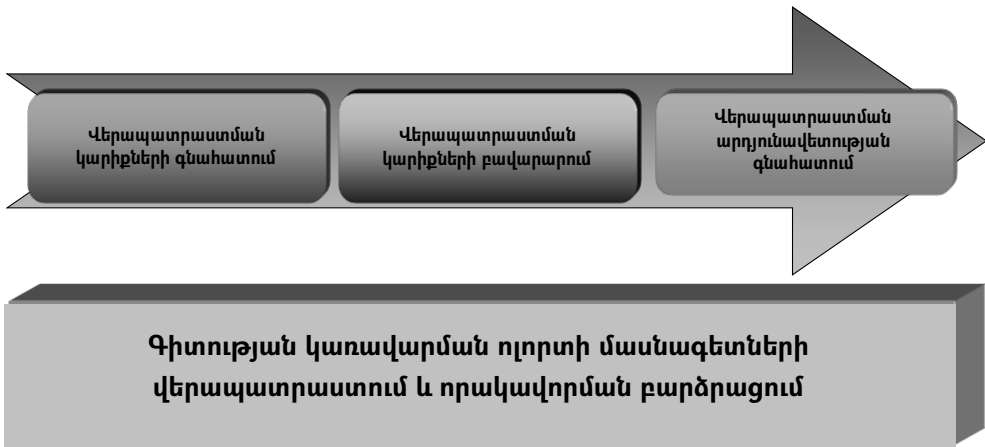 Վերապատրաստման
կարիքների գնահատում
Վերապատրաստման
կարիքների բավարարում
Վերապատրաստման
արդյունավետության
գնահատում
Գիտության կառավարման ոլորտի մասնագետների
վերապատրաստում և որակավորման բարձրացում